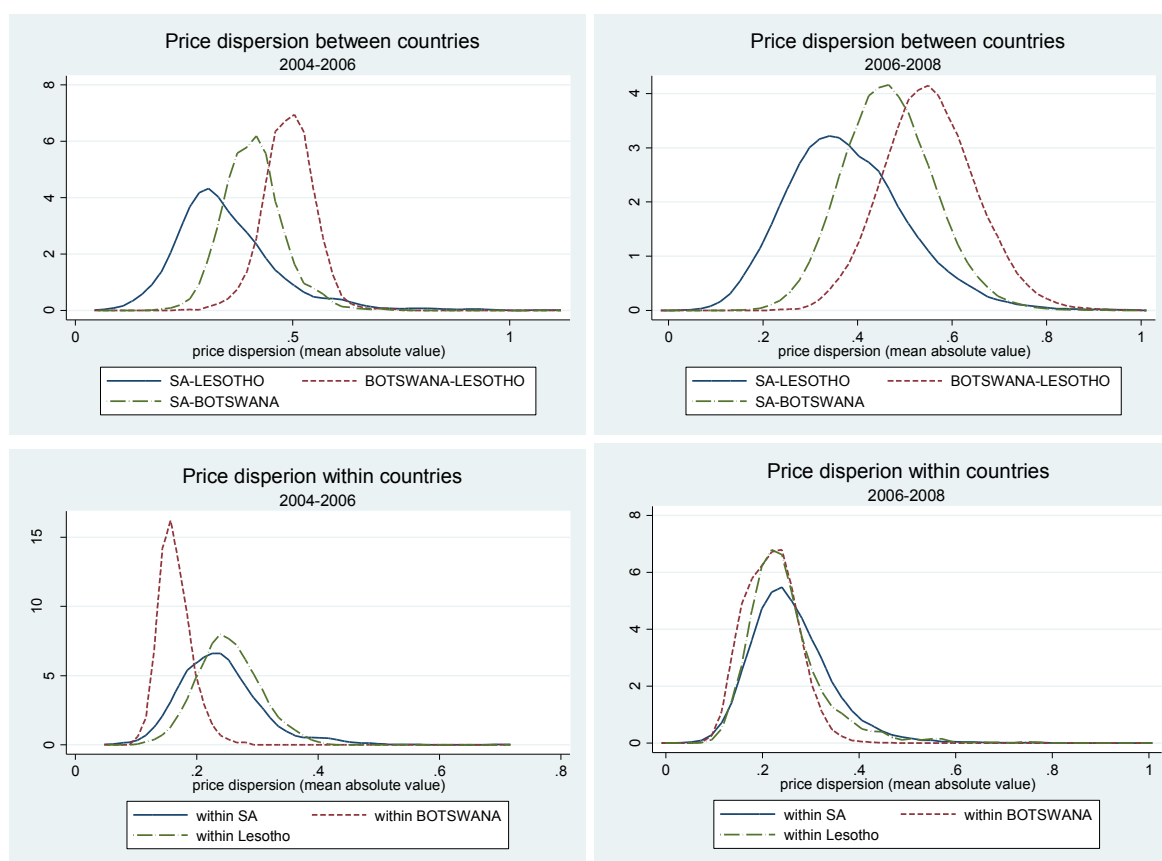 Price dispersion between countries
2004-2006
8
6
4
2
0
0 .5 1
price dispersion (mean absolute value)
SA-LESOTHO BOTSWANA-LESOTHO
SA-BOTSWANA
Price dispersion between countries
2006-2008
4
3
2
1
0
0 .2 .4 .6 .8 1
price dispersion (mean absolute value)
SA-LESOTHO BOTSWANA-LESOTHO
SA-BOTSWANA
Price disperion within countries
2004-2006
15
10
5
0
0 .2 .4 .6 .8
price dispersion (mean absolute value)
within SA within BOTSWANA
within Lesotho
Price disperion within countries
2006-2008
8
6
4
2
0
0 .2 .4 .6 .8 1
price dispersion (mean absolute value)
within SA within BOTSWANA
within Lesotho